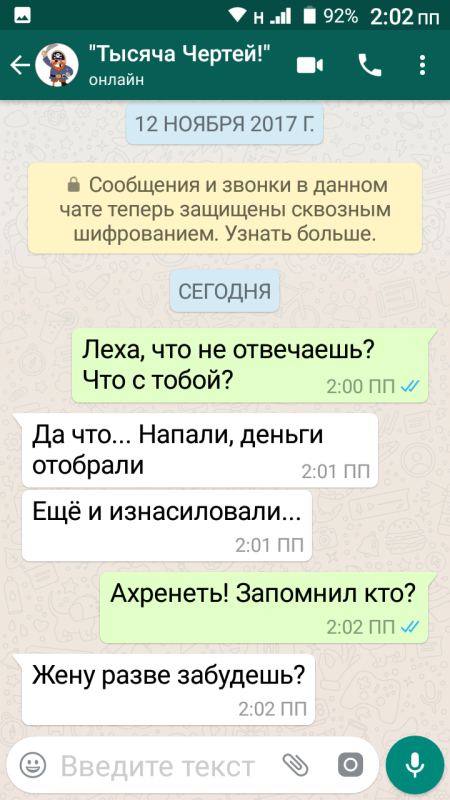 н 92% 2:02 пп
"Тысяча Чертей!"
онлайн
12 НОЯБРЯ 2017 Г.
Сообщения и звонки в данном
чате теперь защищены сквозным
шифрованием. Узнать больше.
СЕГОДНЯ
Леха, что не отвечаешь?
Что с тобой?
2:00 ПП
Да что... Напали, деньги
отобрали
2:01 ПП
Ещё и изнасиловали...
2:01 ПП
Ахренеть! Запомнил кто?
2:02 ПП
Жену разве забудешь?
2:02 ПП
Введите текст